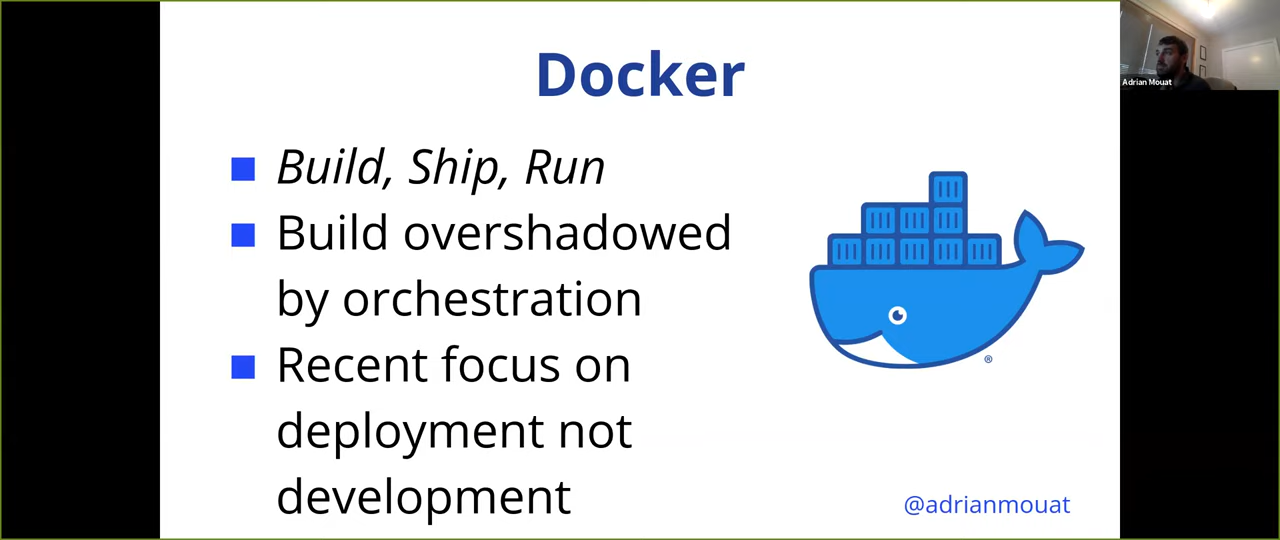 Docker
Build, Ship, Run
Build overshadowed
by orchestration
Recent focus on
deployment not
development
®
@adrianmouat
Adrian Mouat